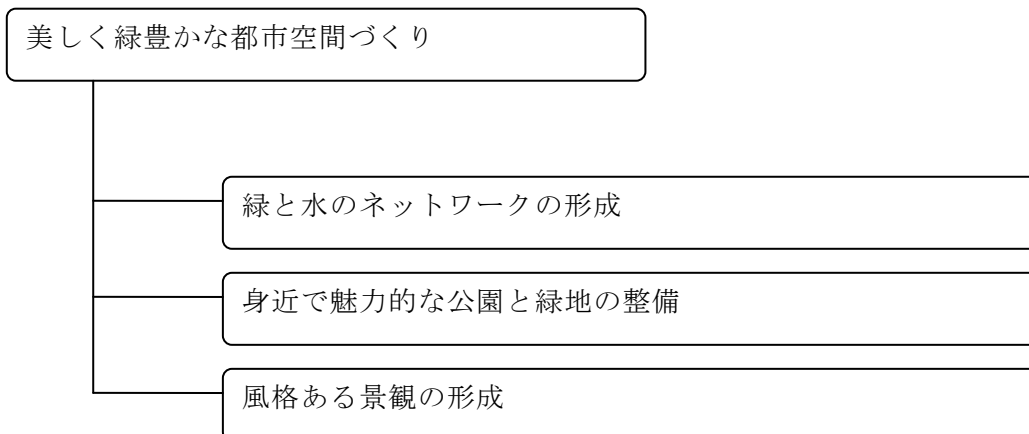 美しく緑豊かな都市空間づくり
緑と水のネットワークの形成
身近で魅力的な公園と緑地の整備
風格ある景観の形成